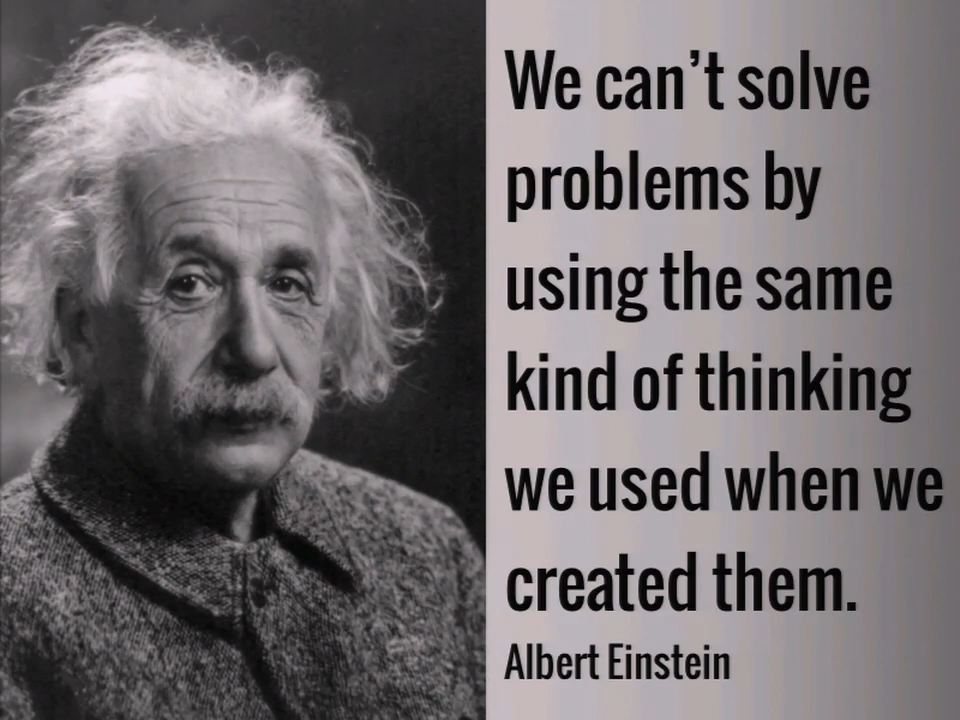 We can’t solve
problems by
using the same
kind of thinking
we used when we
created them.
Albert Einstein